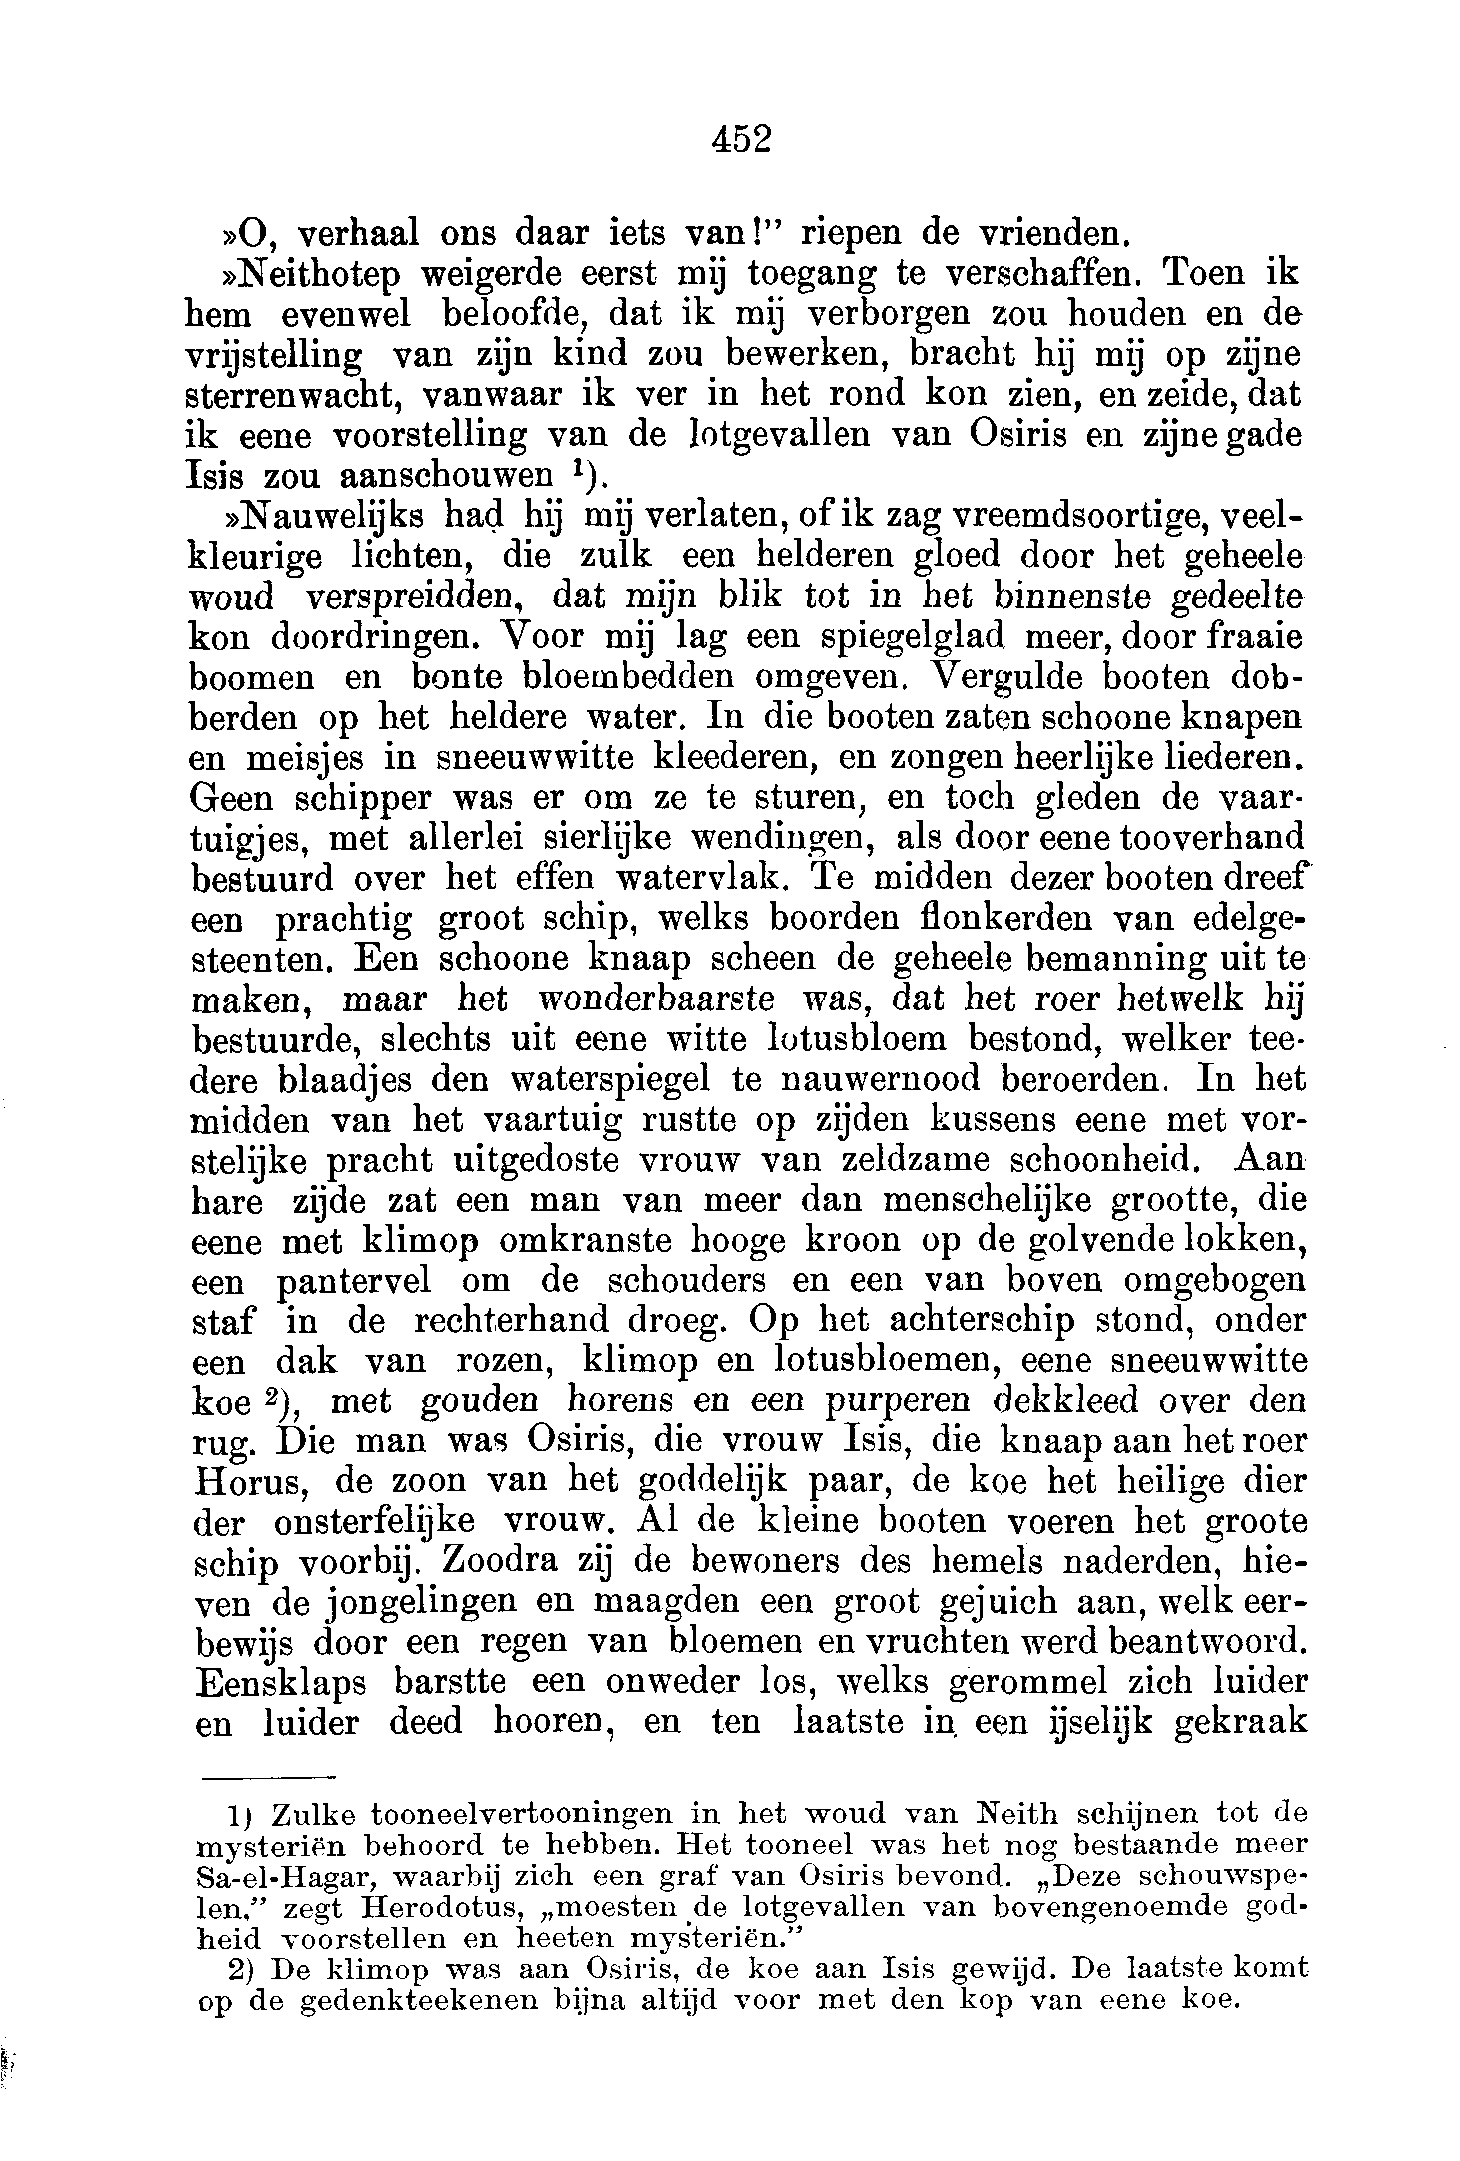 452
»O, verhaal ons daar iets van!” riepen de vrienden.
»Neithotep weigerde eerst mij toegang te verschaffen. Toen ik
hem evenwel beloofde, dat ik mij verborgen zou houden en de
vrijstelling van zijn kind zou bewerken, bracht hij mij op zijne
sterrenwacht, vanwaar ik ver in het rond kon zien, en zeide, dat
ik eene voorstelling van de lotgevallen van Osiris en zijne gade
Isis zou aanschouwen ¹).
»Nauwelijks had hij mij verlaten, of ik zag vreemdsoortige, veel-
kleurige lichten, die zulk een helderen gloed door het geheele
woud verspreidden, dat mijn blik tot in het binnenste gedeelte
kon doordringen. Voor mij lag een spiegelglad meer, door fraaie
boomen en bonte bloembedden omgeven. Vergulde booten dob-
berden op het heldere water. In die booten zaten schoone knapen
en meisjes in sneeuwwitte kleederen, en zongen heerlijke liederen.
Geen schipper was er om ze te sturen, en toch gleden de vaar-
tuigjes, met allerlei sierlijke wendingen, als door eene tooverhand
bestuurd over het effen watervlak. Te midden dezer booten dreef
een prachtig groot schip, welks boorden flonkerden van edelge-
steenten. Een schoone knaap scheen de geheele bemanning uit te
maken, maar het wonderbaarste was, dat het roer hetwelk hij
bestuurde, slechts uit eene witte lotusbloem bestond, welker tee-
dere blaadjes den waterspiegel te nauwernood beroerden. In het
midden van het vaartuig rustte op zijden kussens eene met vor-
stelijke pracht uitgedoste vrouw van zeldzame schoonheid. Aan
hare zijde zat een man van meer dan menschelijke grootte, die
eene met klimop omkranste hooge kroon op de golvende lokken,
een pantervel om de schouders en een van boven omgebogen
staf in de rechterhand droeg. Op het achterschip stond, onder
een dak van rozen, klimop en lotusbloemen, eene sneeuwwitte
koe ²), met gouden horens en een purperen dekkleed over den
rug. Die man was Osiris, die vrouw Isis, die knaap aan het roer
Horus, de zoon van het goddelijk paar, de koe het heilige dier
der onsterfelijke vrouw. Al de kleine booten voeren het groote
schip voorbij. Zoodra zij de bewoners des hemels naderden, hie-
ven de jongelingen en maagden een groot gejuich aan, welk eer-
bewijs door een regen van bloemen en vruchten werd beantwoord.
Eensklaps barstte een onweder los, welks gerommel zich luider
en luider deed hooren, en ten laatste in een ijselijk gekraak
1) Zulke tooneelvertooningen in het woud van Neith schijnen tot de
mysteriën behoord te hebben. Het tooneel was het nog bestaande meer
Sa-el-Hagar, waarbij zich een graf van Osiris bevond. „Deze schouwspe-
len,” zegt Herodotus, „moesten de lotgevallen van bovengenoemde god-
heid voorstellen en heeten mysteriën.”
2) De klimop was aan Osiris, de koe aan Isis gewijd. De laatste komt
op de gedenkteekenen bijna altijd voor met den kop van eene koe.